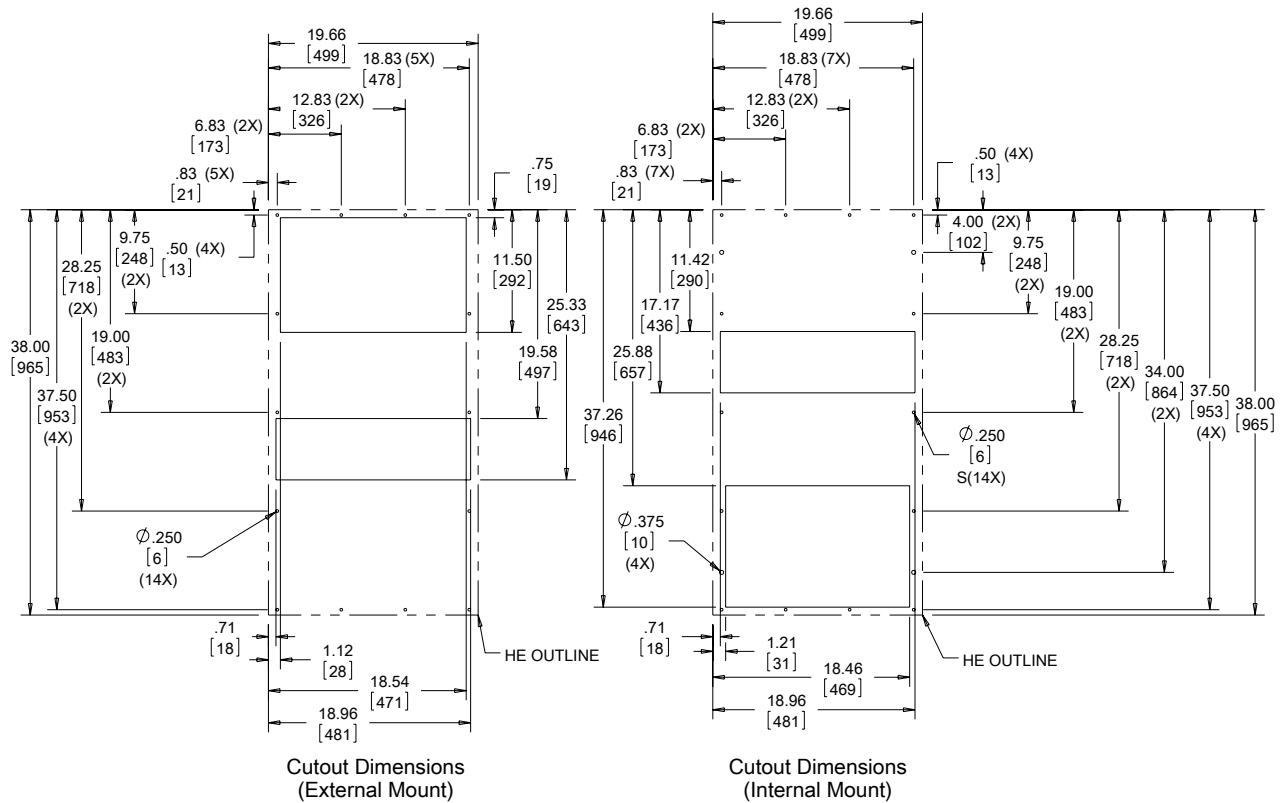 19.66
[499]
18.83 (5X)
[478]
12.83 (2X)
[326]
6.83 (2X)
[173]
.83 (5X)
[21]
.75
[19]
9.75
[248]
(2X)
.50 (4X)
[13]
28.25
[718]
(2X)
19.00
[483]
(2X)
38.00
[965]
37.50
[953]
(4X)
11.50
[292]
25.33
[643]
19.58
[497]
Ø.250
[6]
(14X)
.71
[18]
1.12
[28]
18.54
[471]
18.96
[481]
HE OUTLINE
Cutout Dimensions
(External Mount)
19.66
[499]
18.83 (7X)
[478]
12.83 (2X)
[326]
6.83 (2X)
[173]
.83 (7X)
[21]
.50 (4X)
[13]
4.00 (2X)
[102]
9.75
[248]
(2X)
11.42
[290]
17.17
[436]
25.88
[657]
37.26
[946]
19.00
[483]
(2X)
28.25
[718]
(2X)
34.00
[864]
(2X)
37.50
[953]
(4X)
38.00
[965]
Ø.250
[6]
S(14X)
Ø.375
[10]
(4X)
.71
[18]
1.21
[31]
18.46
[469]
18.96
[481]
HE OUTLINE
Cutout Dimensions
(Internal Mount)